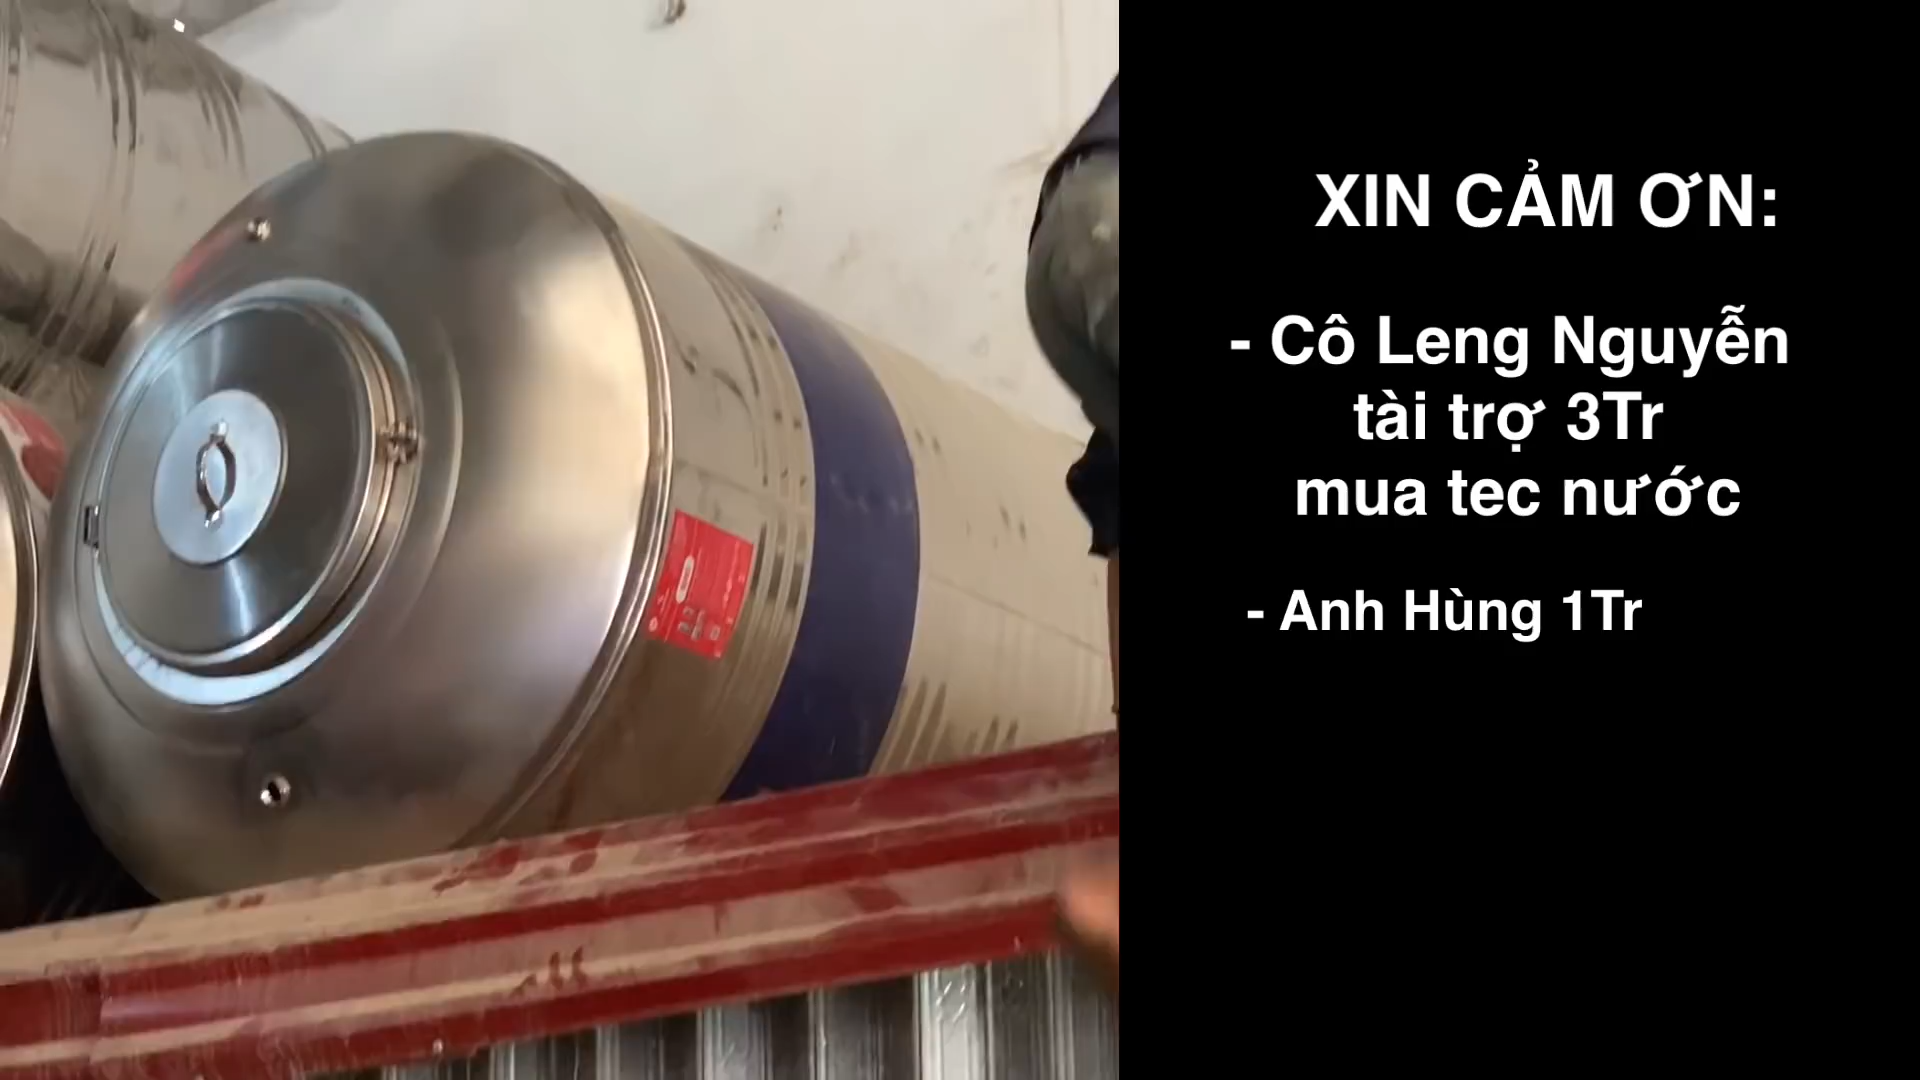 XIN CẢM ƠN:
- Cô Leng Nguyễn
tài trợ 3Tr
mua tec nước
- Anh Hùng 1Tr